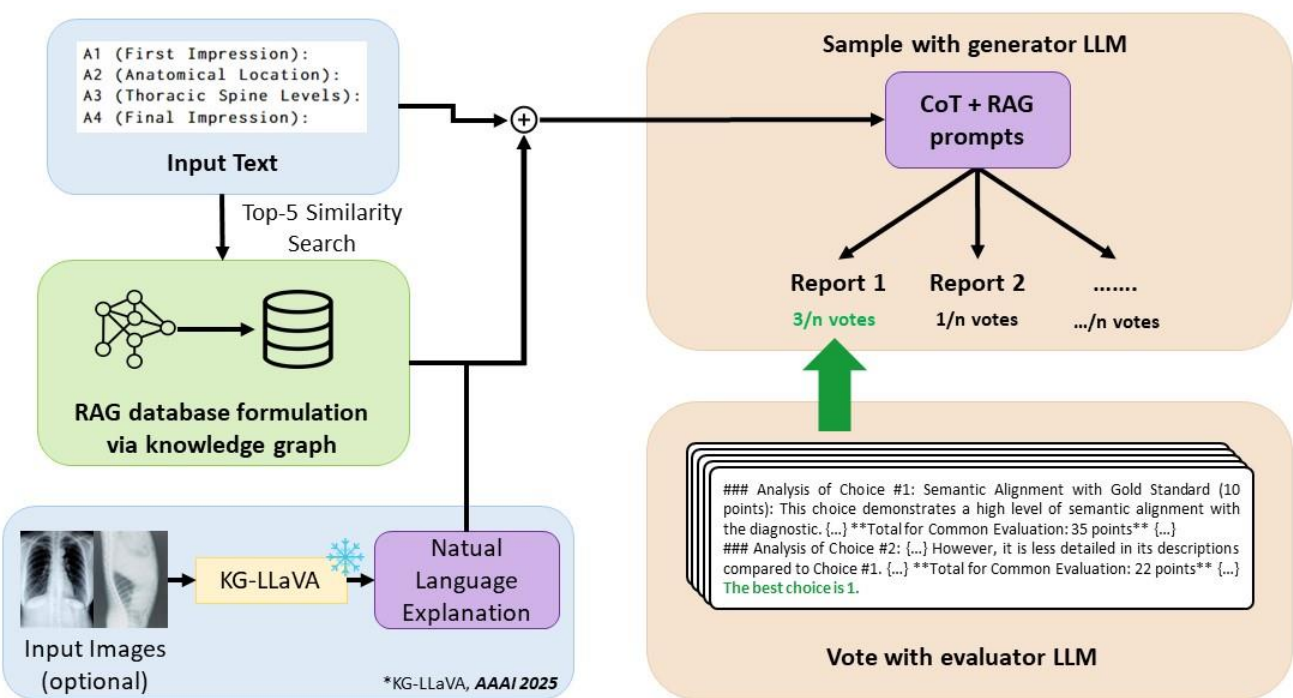 A1 (First Impression):
A2 (Anatomical Location):
A3 (Thoracic Spine Levels):
A4 (Final Impression):
Input Text
Top-5 Similarity
Search
RAG database formulation
via knowledge graph
KG-LLaVA
Natual
Language
Explanation
Input Images
(optional)
*KG-LLaVA, AAAI 2025
Sample with generator LLM
CoT + RAG
prompts
Report 1
Report 2
.......
3/n votes
1/n votes
.../n votes
### Analysis of Choice #1: Semantic Alignment with Gold Standard (10
points): This choice demonstrates a high level of semantic alignment with
the diagnostic. {...} **Total for Common Evaluation: 35 points** {...}
### Analysis of Choice #2: {...} However, it is less detailed in its descriptions
compared to Choice #1. {...} **Total for Common Evaluation: 22 points** {...}
The best choice is 1.
Vote with evaluator LLM